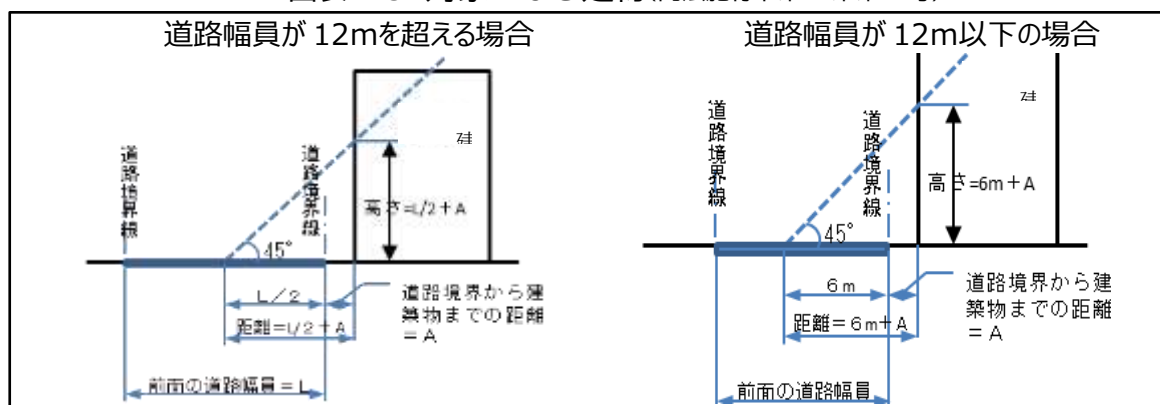 道路幅員が 12mを超える場合
道路境界線
道路境界線
高さ=L/2+A
45°
L/2
距離=L/2+A
道路境界から建
築物までの距離
=A
前面の道路幅員=L
道路幅員が 12m以下の場合
道路境界線
道路境界線
高さ=6m+A
45°
6m
距離=6m+A
道路境界から建
築物までの距離
=A
前面の道路幅員